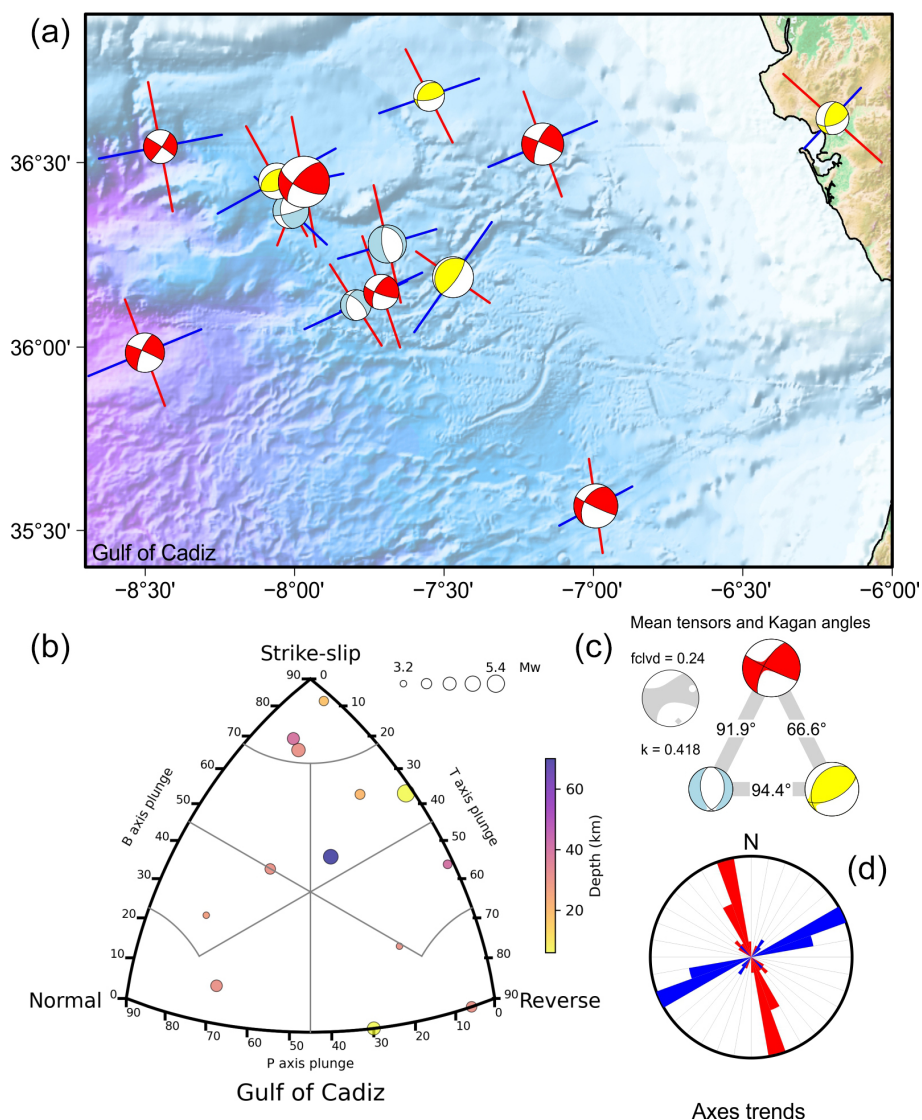 (a)
36°30'
36°00'
35°30'
Gulf of Cadiz
−8°30' −8°00' −7°30' −7°00' −6°30' −6°00'
(b)
Strike-slip
3.2 5.4 Mw
90 0
80 10
70 20
60 30
50 40
40 50
30 60
20 70
10 80
0 90
B axis plunge
T axis plunge
Normal
Reverse
90 80 70 60 50 40 30 20 10 0
P axis plunge
Gulf of Cadiz
60
40
20
Depth (km)
(c)
Mean tensors and Kagan angles
fclvd = 0.24
k = 0.418
91.9° 66.6°
94.4°
N
(d)
Axes trends